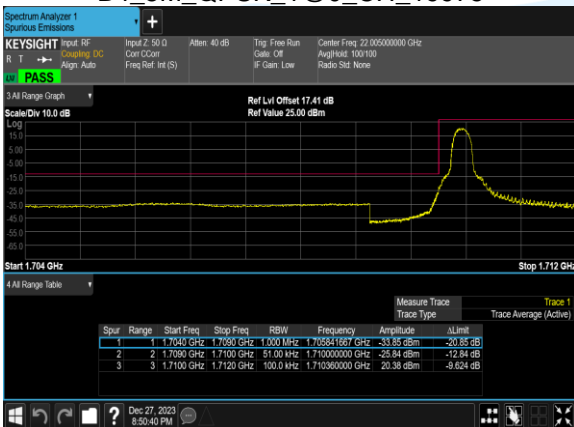 Spectrum Analyzer 1
Spurious Emissions
KEYSIGHT Input: RF Input Z: 50 Ω Atten: 40 dB Trig: Free Run Center Freq: 22.005000000 GHz
R T Coupling: DC Corr CCorr Gate: Off Avg|Hold: 100/100
Align: Auto Freq Ref: Int (S) IF Gain: Low Radio Std: None
LW PASS
3 All Range Graph Ref Lvl Offset 17.41 dB
Scale/Div 10.0 dB Ref Value 25.00 dBm
Log
15.0
5.00
-5.00
-15.0
-25.0
-35.0
-45.0
-55.0
-65.0
Start 1.704 GHz Stop 1.712 GHz
4 All Range Table
Measure Trace Trace 1
Trace Type Trace Average (Active)
Spur Range Start Freq Stop Freq RBW Frequency Amplitude ΔLimit
1 1 1.7040 GHz 1.7090 GHz 1.000 MHz 1.705841667 GHz -33.85 dBm -20.85 dB
2 2 1.7090 GHz 1.7100 GHz 51.00 kHz 1.710000000 GHz -25.84 dBm -12.84 dB
3 3 1.7100 GHz 1.7120 GHz 100.0 kHz 1.710360000 GHz 20.38 dBm -9.624 dB
? Dec 27, 2023
8:50:40 PM